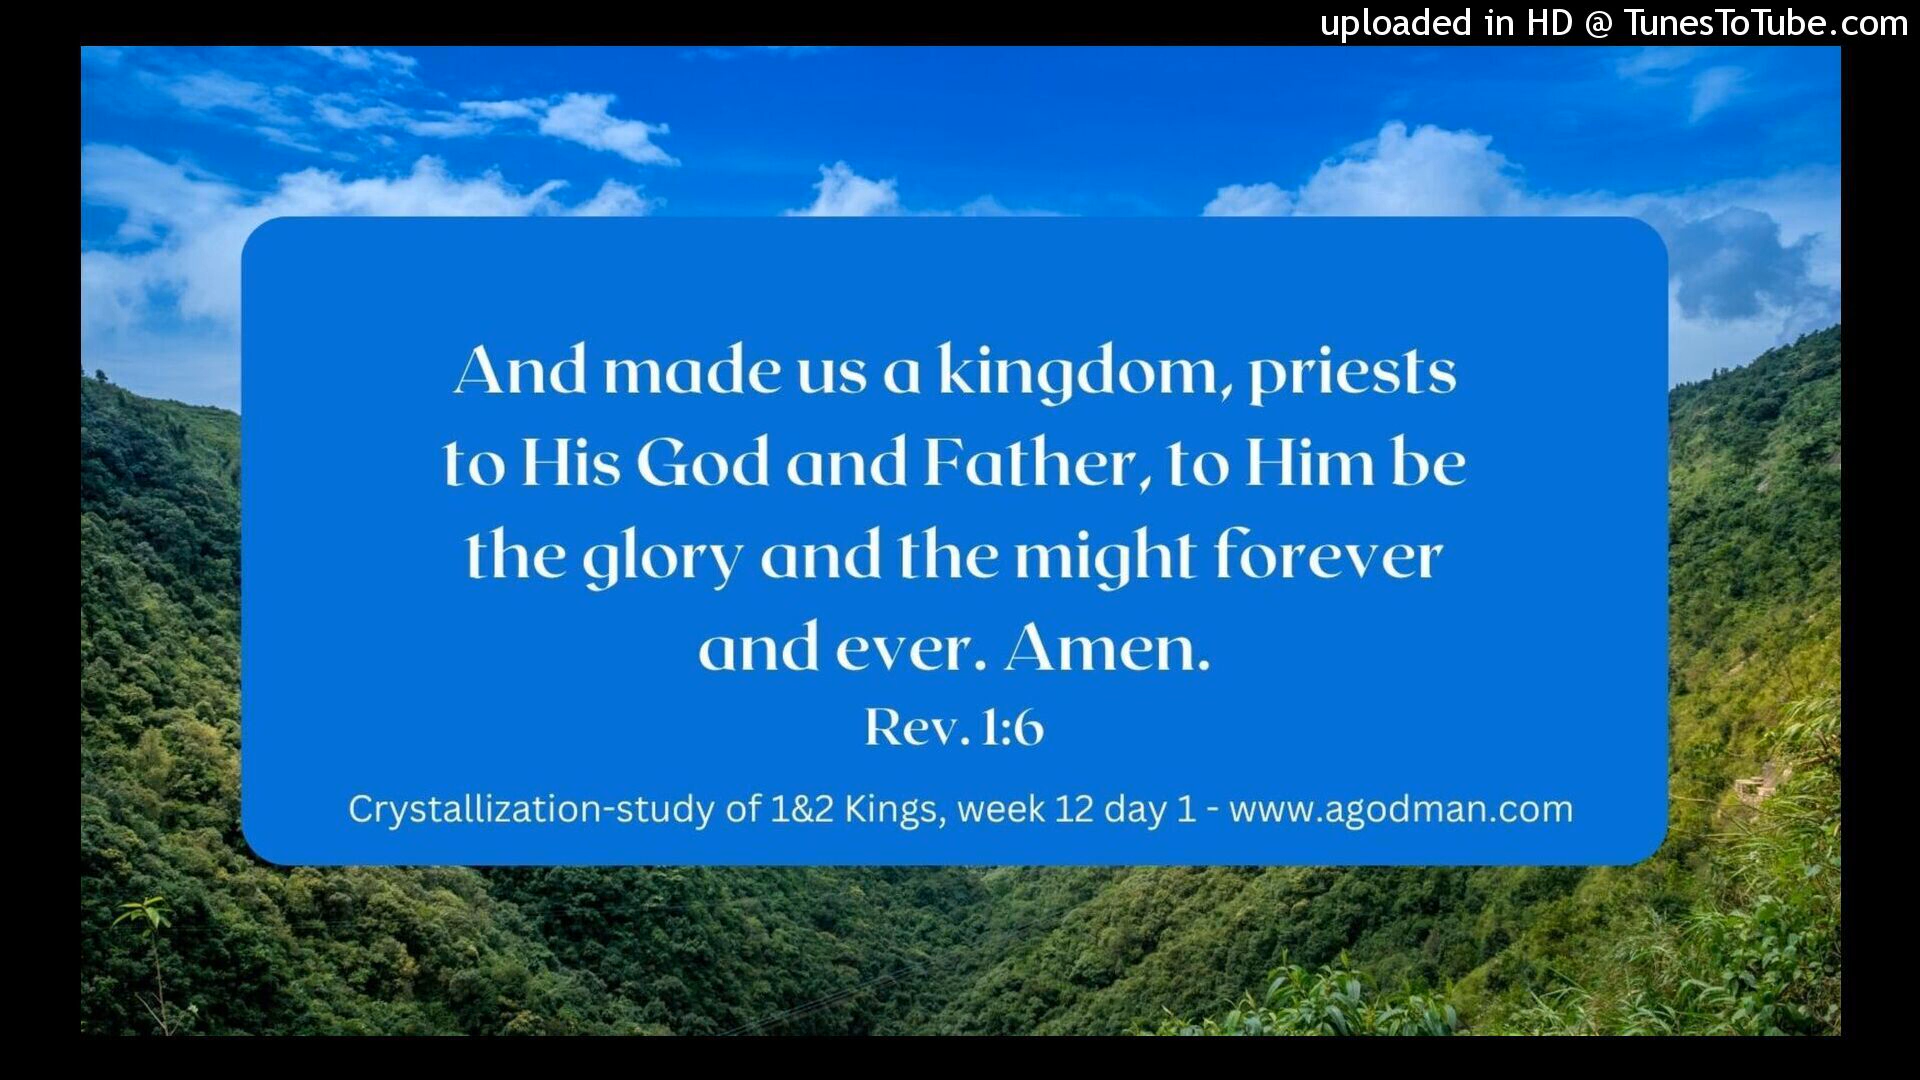 uploaded in HD @ TunesToTube.com
And made us a kingdom, priests
to His God and Father, to Him be
the glory and the might forever
and ever. Amen.
Rev. 1:6
Crystallization-study of 1&2 Kings, week 12 day 1 - www.agodman.com